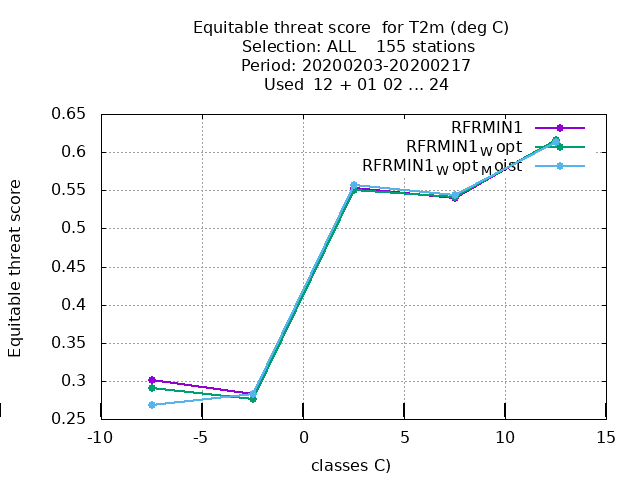 Equitable threat score for T2m (deg C)
Selection: ALL 155 stations
Period: 20200203-20200217
Used 12 + 01 02 ... 24
RFRMIN1
RFRMIN1Wopt
RFRMIN1WoptMoist
Equitable threat score
0.65
0.6
0.55
0.5
0.45
0.4
0.35
0.3
0.25
-10 -5 0 5 10 15
classes C)